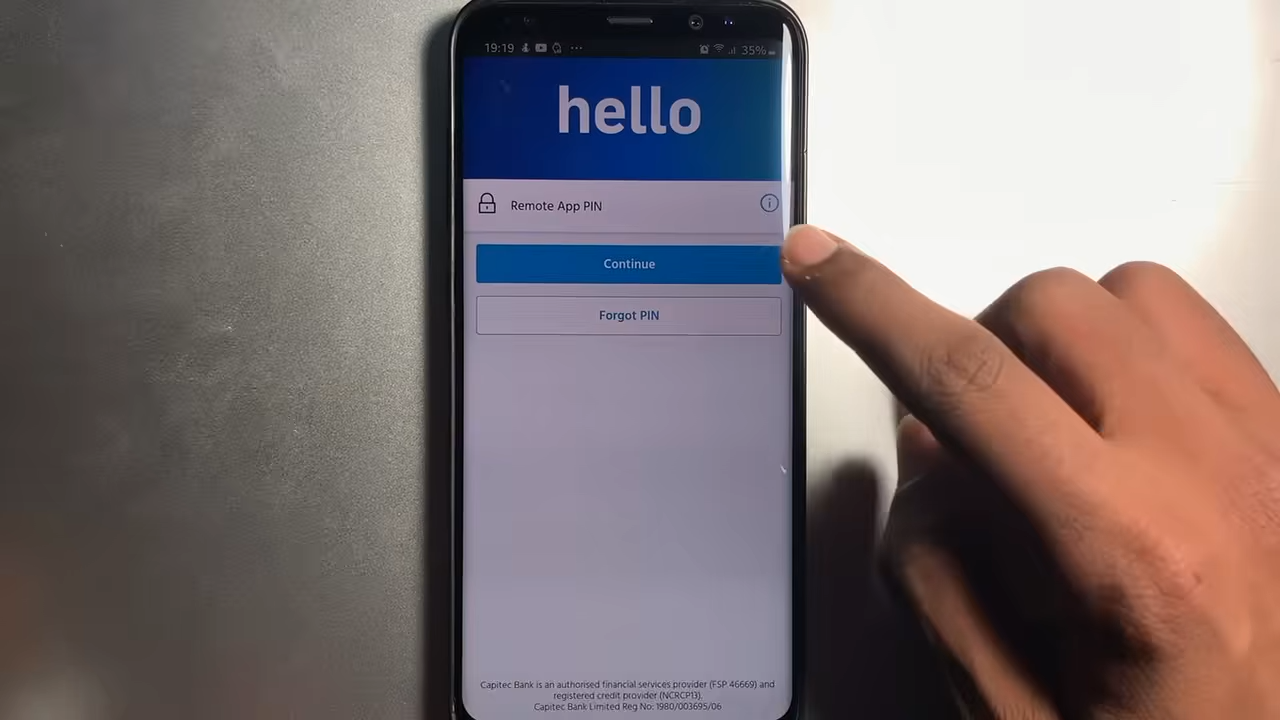 19:19 ... 35%
hello
Remote App PIN
Continue
Forgot PIN
Capitec Bank is an authorised financial services provider (FSP 46669) and
registered credit provider (NCRCP13).
Capitec Bank Limited Reg No: 1980/003695/06